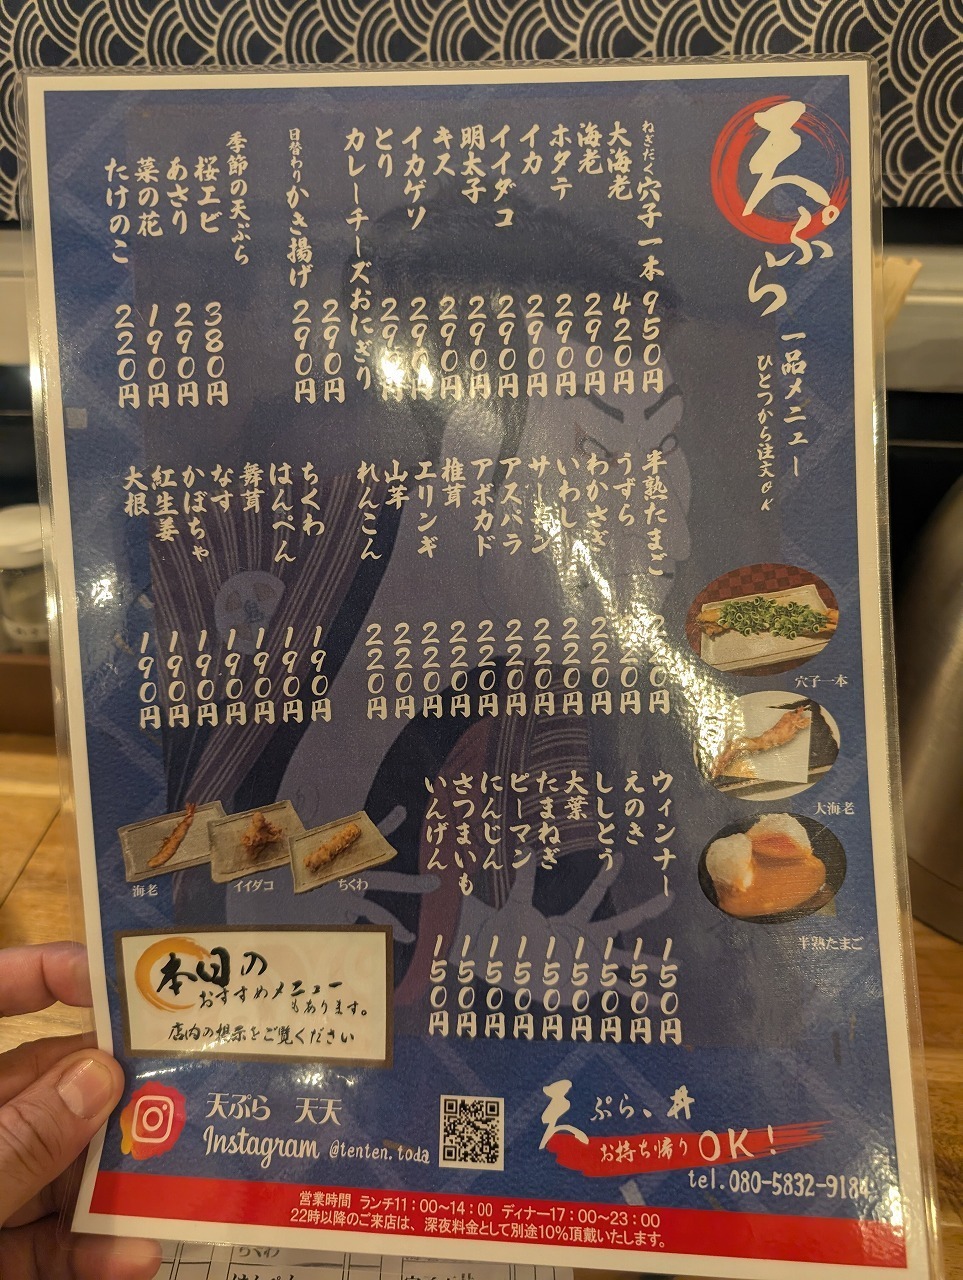 天ぷら
一品メニュー
ひとつから注文OK
ねぎだく穴子一本 950円
大海老 420円
海老 290円
ホタテ 290円
イカ 290円
イイダコ 290円
明太子 290円
キス 290円
イカゲソ 290円
とり 290円
カレーチーズおにぎり 290円
日替わりかき揚げ 290円
季節の天ぷら
桜エビ 380円
あさり 290円
菜の花 190円
たけのこ 220円
半熟たまご 220円
うずら 220円
わかさぎ 220円
いわし 220円
サーモン 220円
アスパラ 220円
アボカド 220円
椎茸 220円
エリンギ 220円
山芋 220円
れんこん 220円
ちくわ 190円
はんぺん 190円
舞茸 190円
なす 190円
かぼちゃ 190円
紅生姜 190円
大根 190円
ウィンナー 150円
えのき 150円
ししとう 150円
大葉 150円
たまねぎ 150円
ピーマン 150円
にんじん 150円
さつまいも 150円
いんげん 150円
穴子一本
大海老
半熟たまご
海老
イイダコ
ちくわ
本日の
おすすめメニュー
もあります。
店内の掲示をご覧ください
天ぷら 天天
Instagram @tenten.toda
天ぷら、丼
お持ち帰りOK!
tel.080-5832-9184
営業時間 ランチ11：00〜14：00 ディナー17：00〜23：00
22時以降のご来店は、深夜料金として別途10%頂戴いたします。
ちくわ